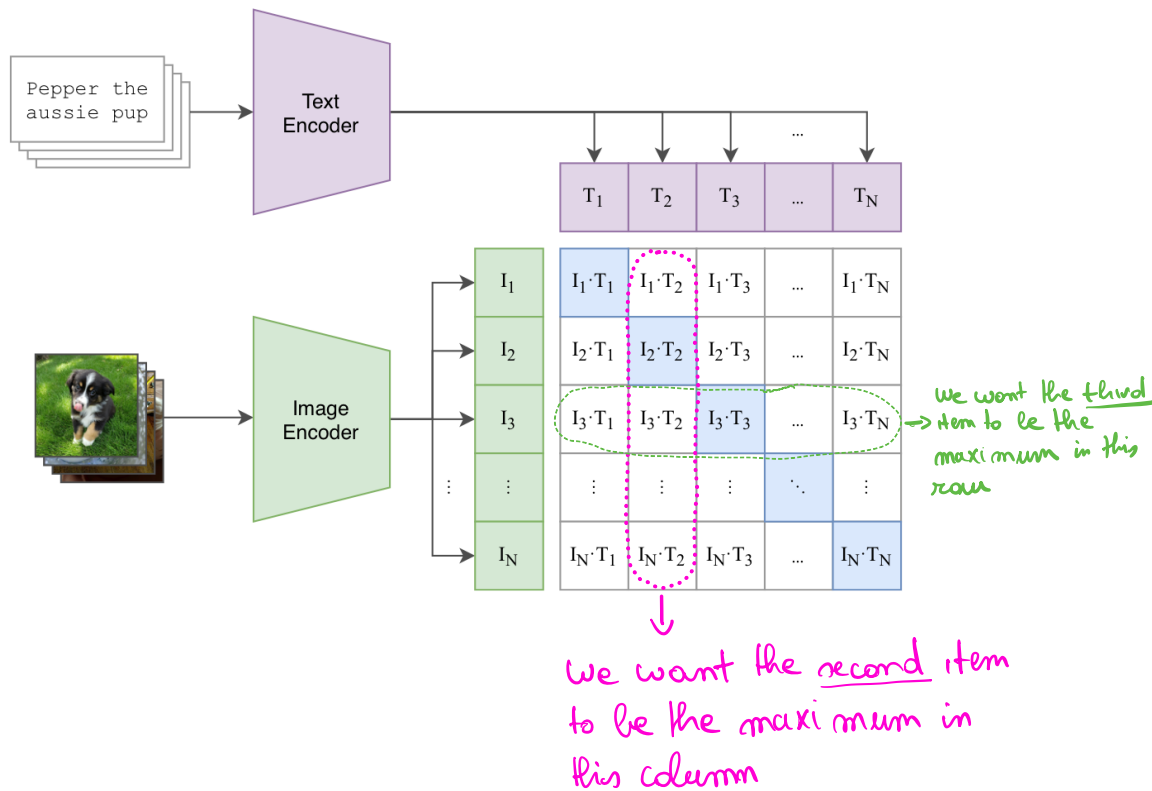 Pepper the
aussie pup
Text
Encoder
...
T1 T2 T3 ... TN
I1 I1·T1 I1·T2 I1·T3 ... I1·TN
I2 I2·T1 I2·T2 I2·T3 ... I2·TN
Image
Encoder
I3 I3·T1 I3·T2 I3·T3 ... I3·TN
⋮ ⋮ ⋮ ⋮ ⋮ ⋱ ⋮
IN IN·T1 IN·T2 IN·T3 ... IN·TN
we want the third
item to be the
maximum in this
row
we want the second item
to be the maximum in
this column